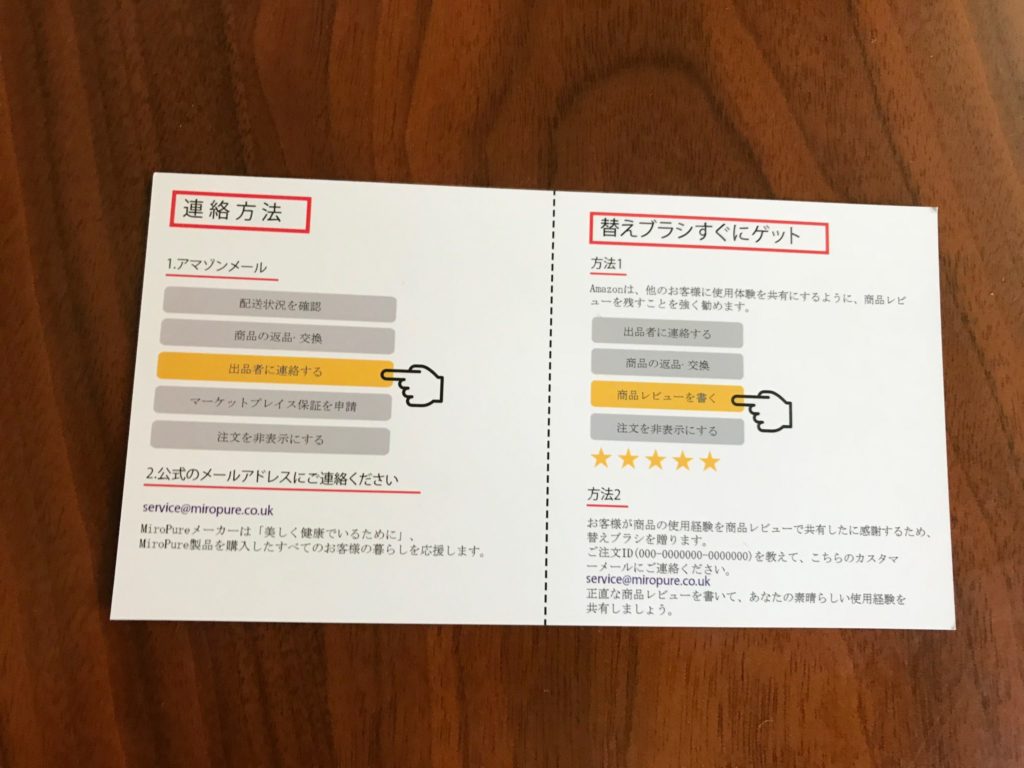 連絡方法
1.アマゾンメール
配送状況を確認
商品の返品·交換
出品者に連絡する
マーケットプレイス保証を申請
注文を非表示にする
2.公式のメールアドレスにご連絡ください
service@miropure.co.uk
MiroPureメーカーは「美しく健康でいるために」、
MiroPure製品を購入したすべてのお客様の暮らしを応援します。
替えブラシすぐにゲット
方法1
Amazonは、他のお客様に使用体験を共有にするように、商品レビ
ューを残すことを強く勧めます。
出品者に連絡する
商品の返品·交換
商品レビューを書く
注文を非表示にする
方法2
お客様が商品の使用経験を商品レビューで共有したに感謝するため、
替えブラシを贈ります。
ご注文ID(000-0000000-0000000)を教えて、こちらのカスタマ
ーメールにご連絡ください。
service@miropure.co.uk
正直な商品レビューを書いて、あなたの素晴らしい使用経験を
共有しましょう。